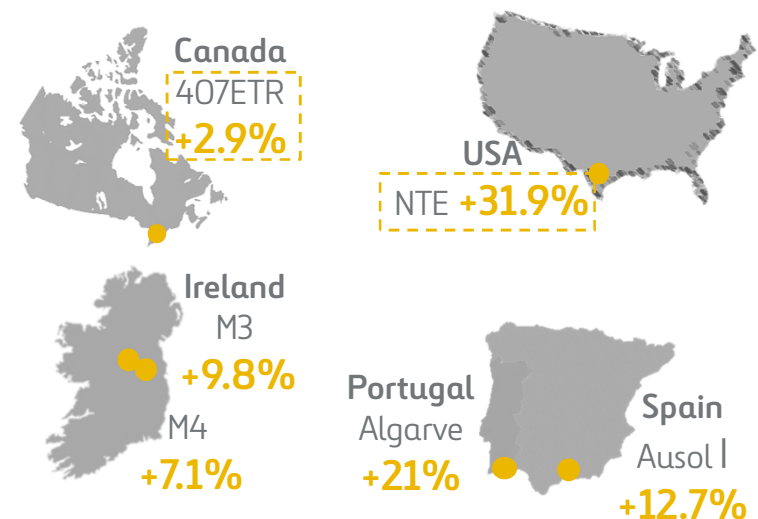 Canada
407ETR
+2.9%
USA
NTE +31.9%
Ireland
M3
+9.8%
M4
+7.1%
Portugal
Algarve
+21%
Spain
Ausol I
+12.7%